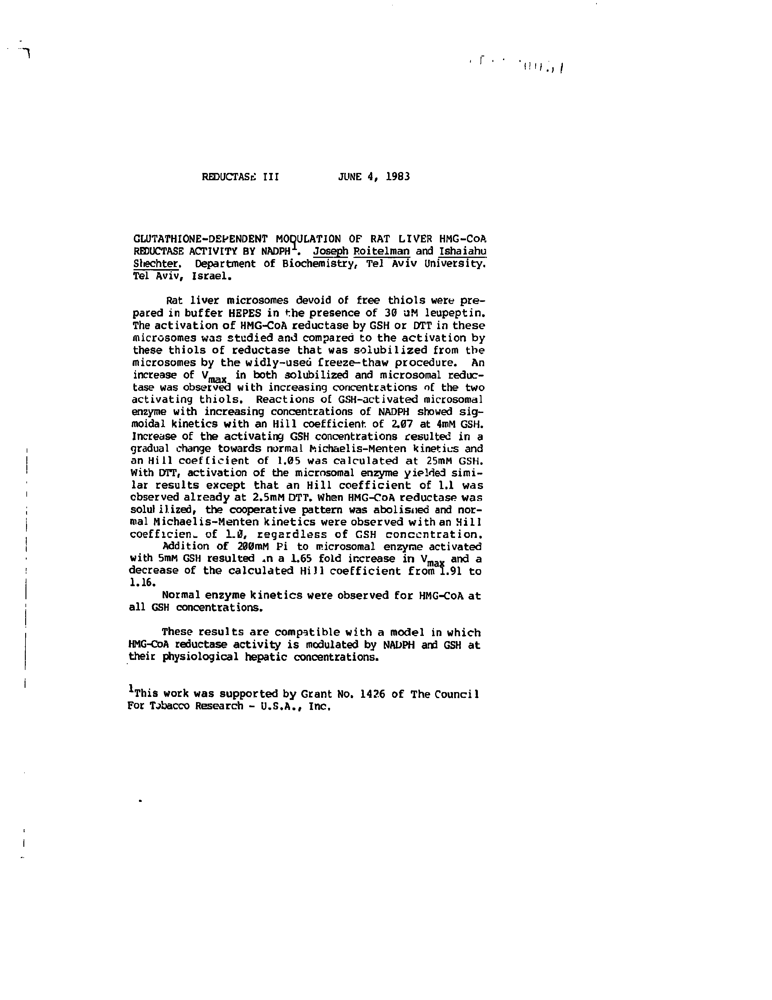 REDUCTASE III JUNE 4, 1983
GLUTATHIONE-DEPENDENT MODULATION OF RAT LIVER HMG-CoA
REDUCTASE ACTIVITY BY NADPH1. Joseph Roitelman and Ishaiahu
Shechter. Department of Biochemistry, Tel Aviv University.
Tel Aviv, Israel.
Rat liver microsomes devoid of free thiols were pre-
pared in buffer HEPES in the presence of 30 uM leupeptin.
The activation of HMG-CoA reductase by GSH or DTT in these
microsomes was studied and compared to the activation by
these thiols of reductase that was solubilized from the
microsomes by the widly-used freeze-thaw procedure. An
increase of Vmax in both solubilized and microsomal reduc-
tase was observed with increasing concentrations of the two
activating thiols. Reactions of GSH-activated microsomal
enzyme with increasing concentrations of NADPH showed sig-
moidal kinetics with an Hill coefficient of 2.07 at 4mM GSH.
Increase of the activating GSH concentrations resulted in a
gradual change towards normal Michaelis-Menten kinetics and
an Hill coefficient of 1.05 was calculated at 25mM GSH.
With DTT, activation of the microsomal enzyme yielded simi-
lar results except that an Hill coefficient of 1.1 was
observed already at 2.5mM DTT. When HMG-CoA reductase was
solubilized, the cooperative pattern was abolished and nor-
mal Michaelis-Menten kinetics were observed with an Hill
coefficient of 1.0, regardless of GSH concentration.
Addition of 200mM Pi to microsomal enzyme activated
with 5mM GSH resulted in a 1.65 fold increase in Vmax and a
decrease of the calculated Hill coefficient from 1.91 to
1.16.
Normal enzyme kinetics were observed for HMG-CoA at
all GSH concentrations.
These results are compatible with a model in which
HMG-CoA reductase activity is modulated by NADPH and GSH at
their physiological hepatic concentrations.
1This work was supported by Grant No. 1426 of The Council
For Tobacco Research - U.S.A., Inc.